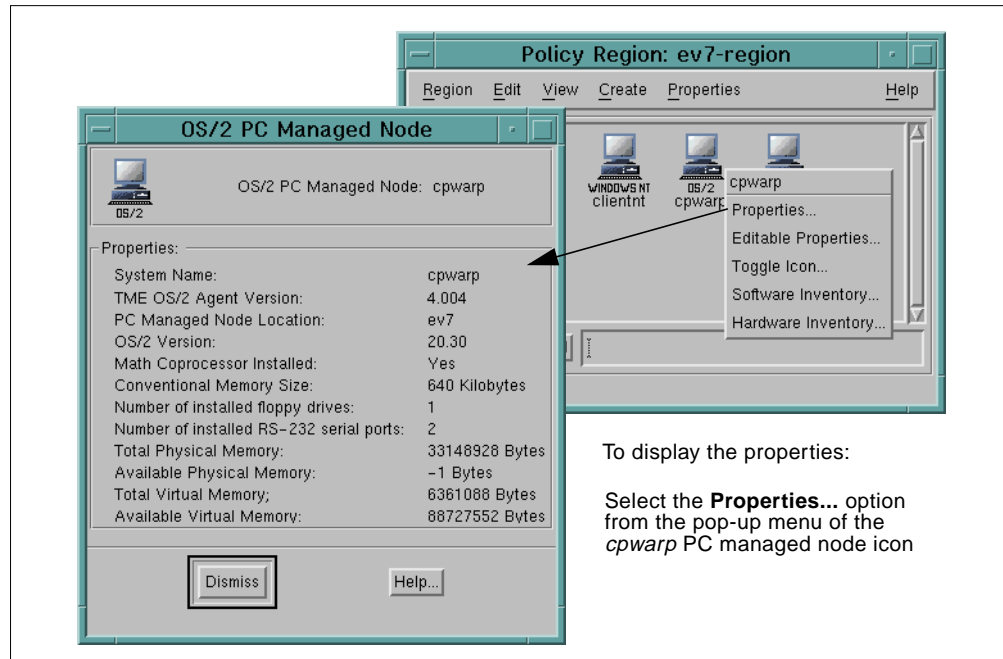 Policy Region: ev7-region
Region Edit View Create Properties Help
WINDOWS NT
clientnt
OS/2
cpwarp
cpwarp
Properties...
Editable Properties...
Toggle Icon...
Software Inventory...
Hardware Inventory...
OS/2 PC Managed Node
OS/2
OS/2 PC Managed Node: cpwarp
Properties:
System Name: cpwarp
TME OS/2 Agent Version: 4.004
PC Managed Node Location: ev7
OS/2 Version: 20.30
Math Coprocessor Installed: Yes
Conventional Memory Size: 640 Kilobytes
Number of installed floppy drives: 1
Number of installed RS-232 serial ports: 2
Total Physical Memory: 33148928 Bytes
Available Physical Memory: -1 Bytes
Total Virtual Memory; 6361088 Bytes
Available Virtual Memory: 88727552 Bytes
Dismiss Help...
To display the properties:
Select the Properties... option
from the pop-up menu of the
cpwarp PC managed node icon